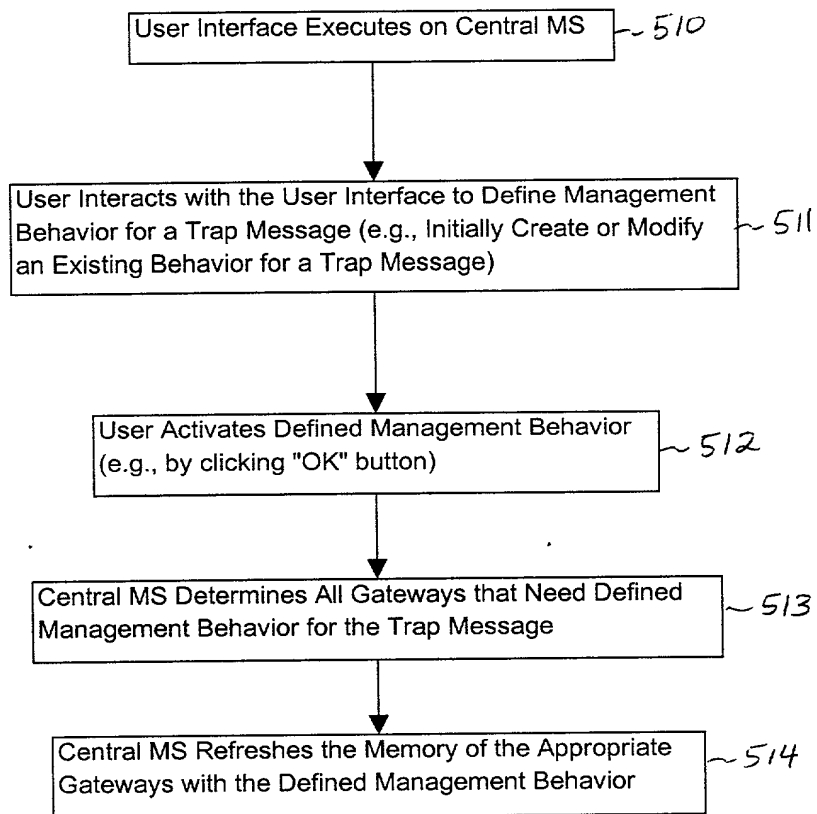 User Interface Executes on Central MS
510
User Interacts with the User Interface to Define Management
Behavior for a Trap Message (e.g., Initially Create or Modify
an Existing Behavior for a Trap Message)
511
User Activates Defined Management Behavior
(e.g., by clicking "OK" button)
512
Central MS Determines All Gateways that Need Defined
Management Behavior for the Trap Message
513
Central MS Refreshes the Memory of the Appropriate
Gateways with the Defined Management Behavior
514